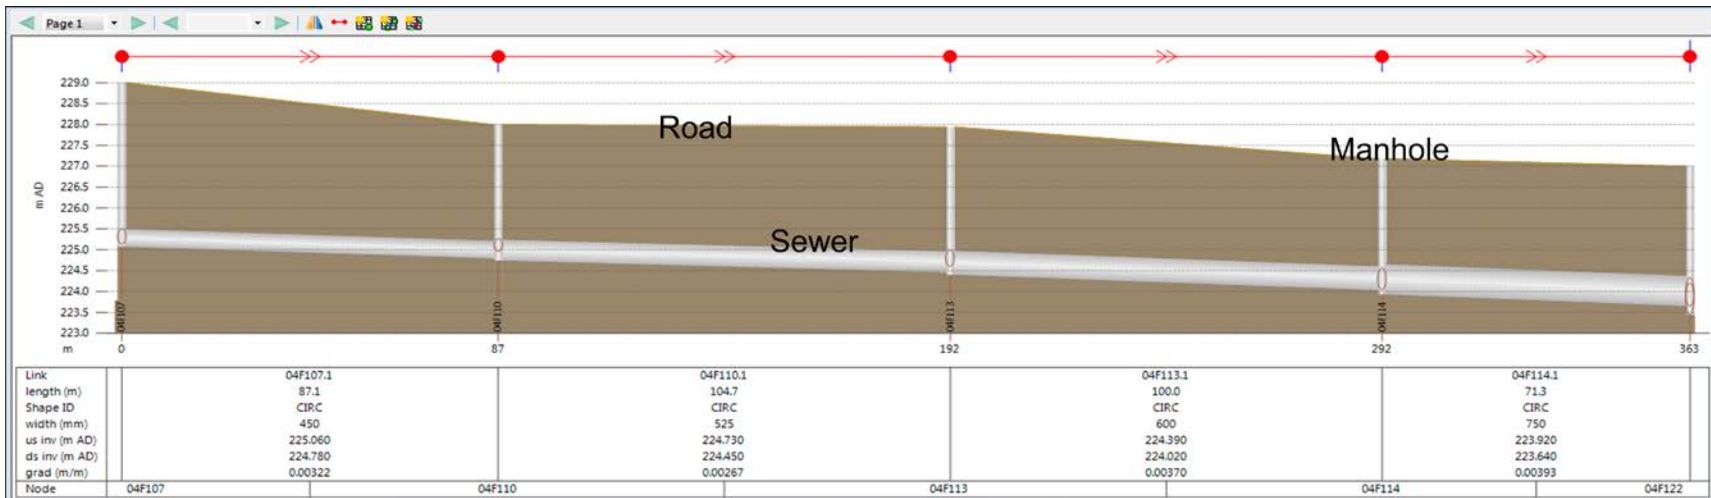 Page 1
229.0
228.5
228.0
Road
227.5
Manhole
227.0
m AD
226.5
226.0
225.5
225.0
Sewer
224.5
224.0
223.5
223.0
04F107
04F110
04F113
04F114
m 0 87 192 292 363
Link 04F107.1 04F110.1 04F113.1 04F114.1
length (m) 87.1 104.7 100.0 71.3
Shape ID CIRC CIRC CIRC CIRC
width (mm) 450 525 600 750
us inv (m AD) 225.060 224.730 224.390 223.920
ds inv (m AD) 224.780 224.450 224.020 223.640
grad (m/m) 0.00322 0.00267 0.00370 0.00393
Node 04F107 04F110 04F113 04F114 04F122